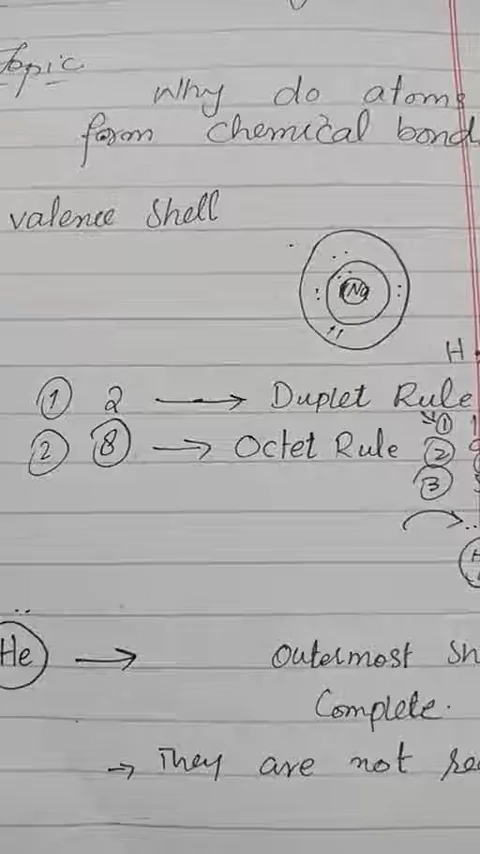 Topic
Why do atoms
form chemical bond
valence shell
Na
H
① 2 → Duplet Rule
② ⑧ → Octet Rule
①
②
③
He → Outermost Sh
Complete.
→ They are not rea